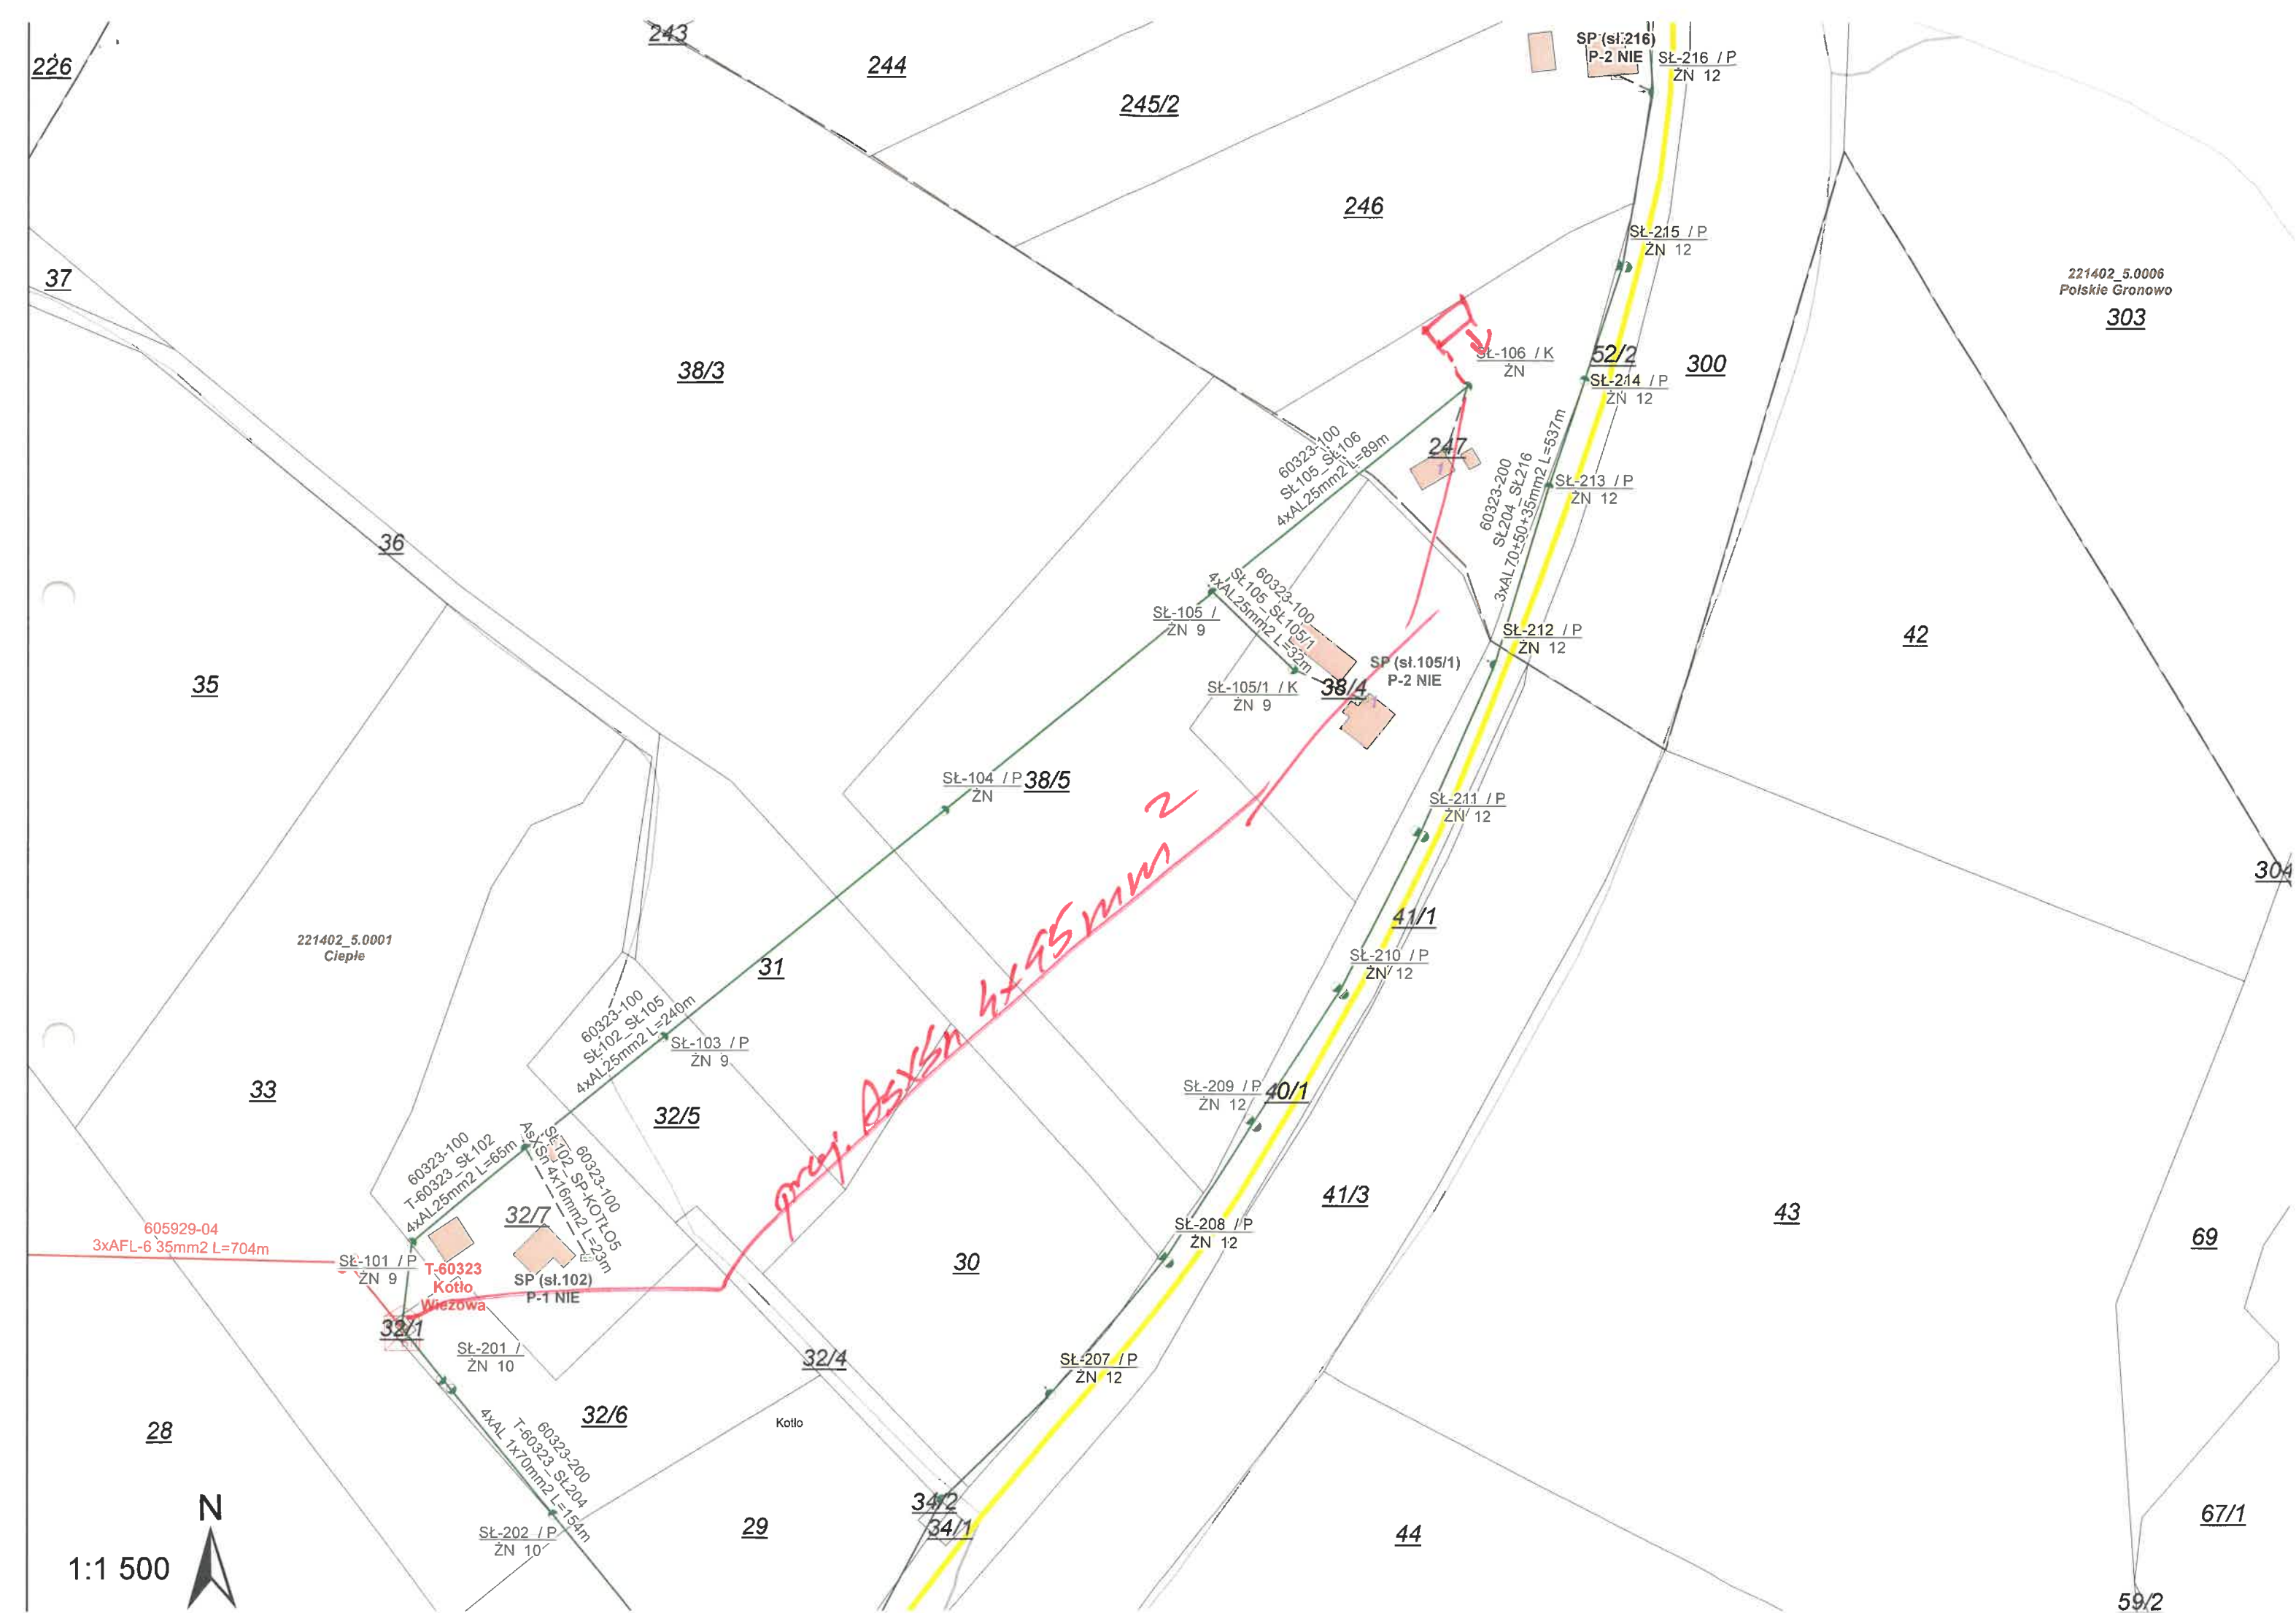 243
226
244
245/2
SP (sł.216)
P-2 NIE
SŁ-216 / P
ŻN 12
246
SŁ-215 / P
ŻN 12
37
221402_5.0006
Polskie Gronowo
303
38/3
SŁ-106 / K
ŻN
52/2
300
SŁ-214 / P
ŻN 12
60323-100
SŁ105_SŁ106
4xAL25mm2 L=89m
247
1
60323-200
SŁ204_SŁ216
3xAL70+50+35mm2 L=537m
SŁ-213 / P
ŻN 12
36
60323-100
SŁ105_SŁ105/1
4xAL25mm2 L=32m
SŁ-105 /
ŻN 9
SŁ-212 / P
ŻN 12
42
35
SP (sł.105/1)
P-2 NIE
SŁ-105/1 / K
ŻN 9
38/4
1
SŁ-104 / P
ŻN
38/5
SŁ-211 / P
ŻN 12
304
41/1
221402_5.0001
Ciepłe
31
SŁ-210 / P
ŻN 12
60323-100
SŁ102_SŁ105
4xAL25mm2 L=240m
SŁ-103 / P
ŻN 9
proj. AsXSn 4x95mm2
33
32/5
SŁ-209 / P
ŻN 12
40/1
60323-100
T-60323_SŁ102
4xAL25mm2 L=65m
60323-100
SŁ102_SP-KOTŁO5
AsXSn 4x16mm2 L=23m
32/7
41/3
43
605929-04
3xAFL-6 35mm2 L=704m
SŁ-208 / P
ŻN 12
69
SŁ-101 / P
ŻN 9
T-60323
Kotło
Wieżowa
SP (sł.102)
P-1 NIE
30
32/1
SŁ-201 /
ŻN 10
32/4
SŁ-207 / P
ŻN 12
28
32/6
Kotło
60323-200
T-60323_SŁ204
4xAL 1x70mm2 L=154m
34/2
34/1
N
SŁ-202 / P
ŻN 10
29
44
67/1
1:1 500
59/2